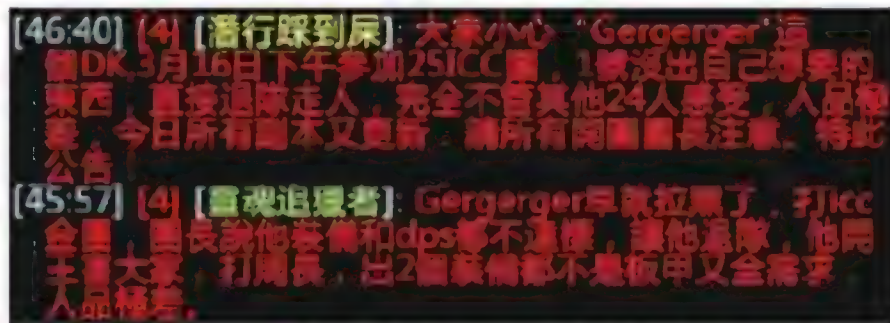 [46:40] [4] [潛行踩到屎]: 大家小心 "Gergerger"這
個DK,3月16日下午參加25ICC團，1號沒出自己想要的
東西，直接退隊走人，完全不管其他24人感受，人品極
差，今日所有副本又更新，請所有開團團長注意，特此
公告！
[45:57] [4] [靈魂追獵者]: Gergerger早就拉黑了，打icc
全團，團長說他裝備和dps都不達標，讓他退隊，他開
大家，打團長，出2個裝備都不是板甲又全需求，
人品極差。